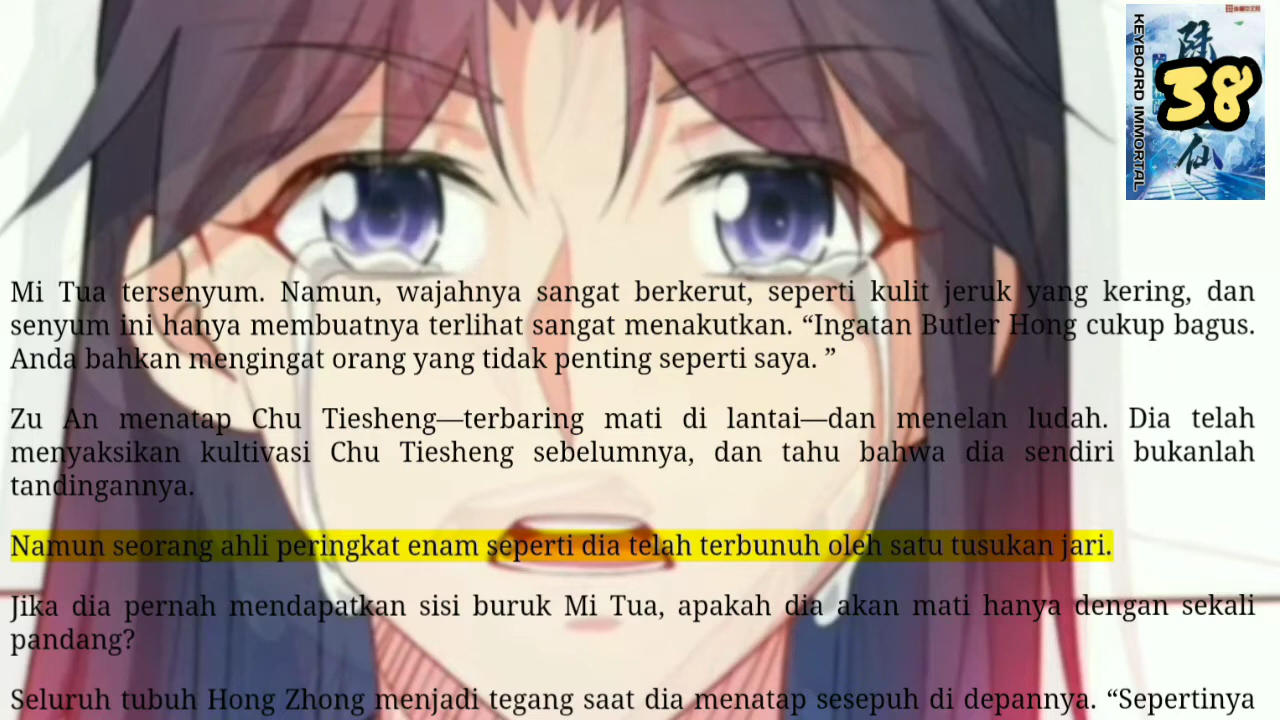 陆
仙
KEYBOARD IMMORTAL
38
Mi Tua tersenyum. Namun, wajahnya sangat berkerut, seperti kulit jeruk yang kering, dan
senyum ini hanya membuatnya terlihat sangat menakutkan. “Ingatan Butler Hong cukup bagus.
Anda bahkan mengingat orang yang tidak penting seperti saya. ”
Zu An menatap Chu Tiesheng—terbaring mati di lantai—dan menelan ludah. Dia telah
menyaksikan kultivasi Chu Tiesheng sebelumnya, dan tahu bahwa dia sendiri bukanlah
tandingannya.
Namun seorang ahli peringkat enam seperti dia telah terbunuh oleh satu tusukan jari.
Jika dia pernah mendapatkan sisi buruk Mi Tua, apakah dia akan mati hanya dengan sekali
pandang?
Seluruh tubuh Hong Zhong menjadi tegang saat dia menatap sesepuh di depannya. “Sepertinya